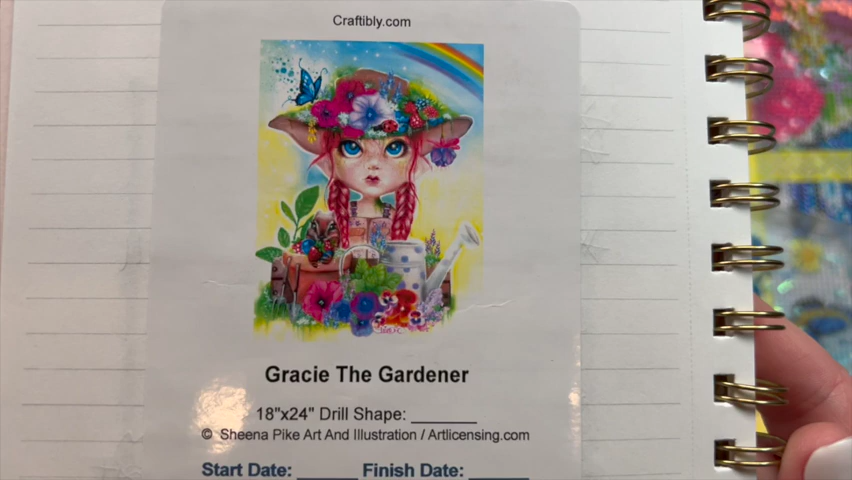 Craftibly.com
Gracie The Gardener
18"x24" Drill Shape: _______
© Sheena Pike Art And Illustration / Artlicensing.com
Start Date: ______ Finish Date: ______